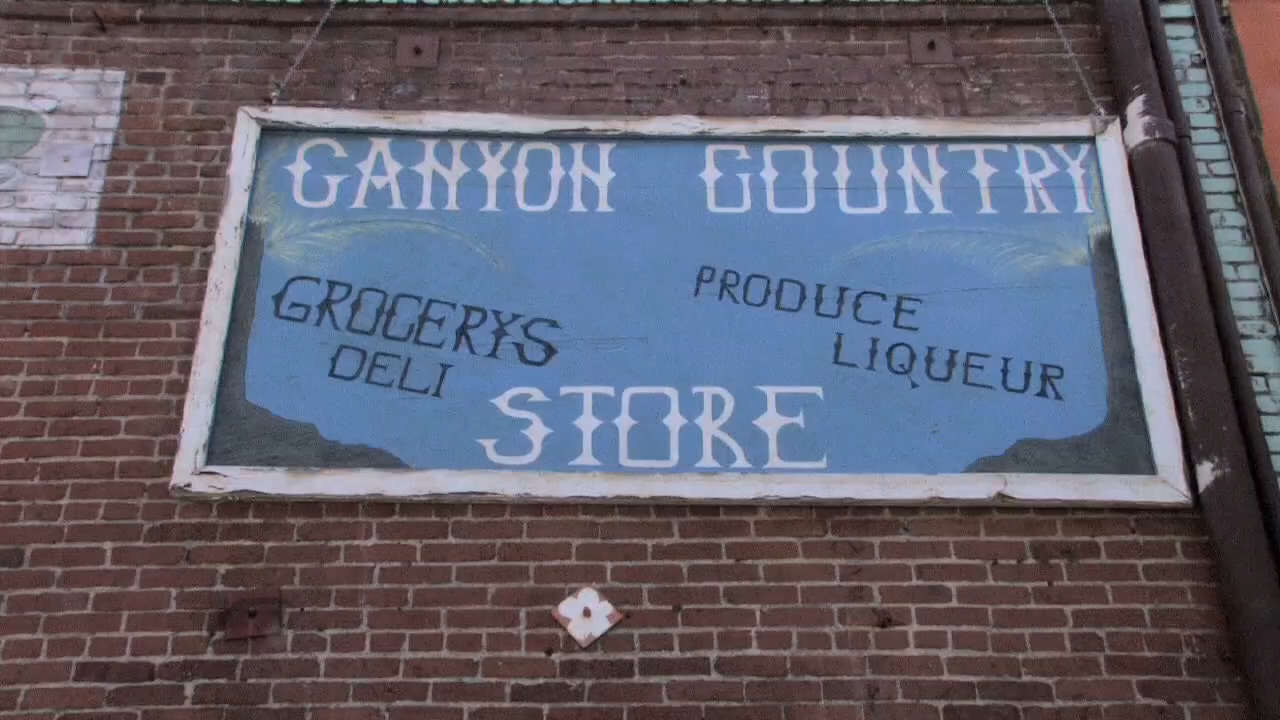 CANYON COUNTRY
GROCERYS
DELI
PRODUCE
LIQUEUR
STORE